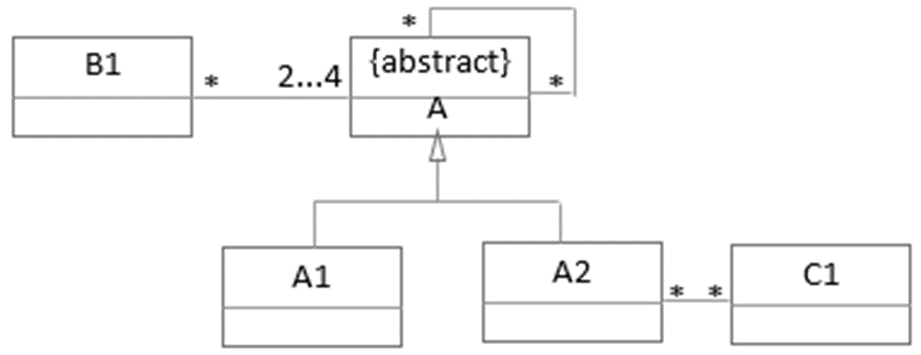 *
B1
{abstract}
* 2...4
*
A
A1
A2
C1
* *